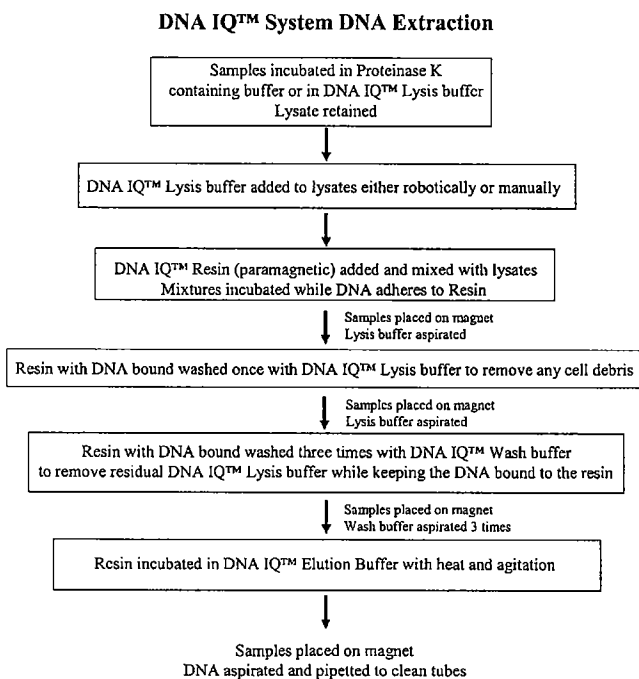 DNA IQ™ System DNA Extraction
Samples incubated in Proteinase K
containing buffer or in DNA IQ™ Lysis buffer
Lysate retained
DNA IQ™ Lysis buffer added to lysates either robotically or manually
DNA IQ™ Resin (paramagnetic) added and mixed with lysates
Mixtures incubated while DNA adheres to Resin
Samples placed on magnet
Lysis buffer aspirated
Resin with DNA bound washed once with DNA IQ™ Lysis buffer to remove any cell debris
Samples placed on magnet
Lysis buffer aspirated
Resin with DNA bound washed three times with DNA IQ™ Wash buffer
to remove residual DNA IQ™ Lysis buffer while keeping the DNA bound to the resin
Samples placed on magnet
Wash buffer aspirated 3 times
Resin incubated in DNA IQ™ Elution Buffer with heat and agitation
Samples placed on magnet
DNA aspirated and pipetted to clean tubes